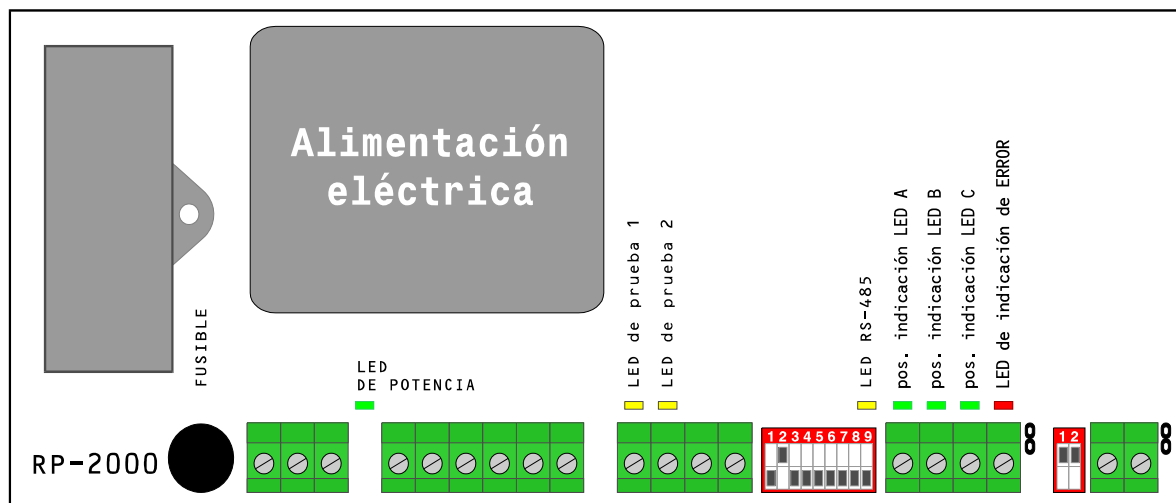 Alimentación
eléctrica
FUSIBLE
LED
DE POTENCIA
LED de prueba 1
LED de prueba 2
LED RS-485
pos. indicación LED A
pos. indicación LED B
pos. indicación LED C
LED de indicación de ERROR
RP-2000
1 2 3 4 5 6 7 8 9
8
1 2
8